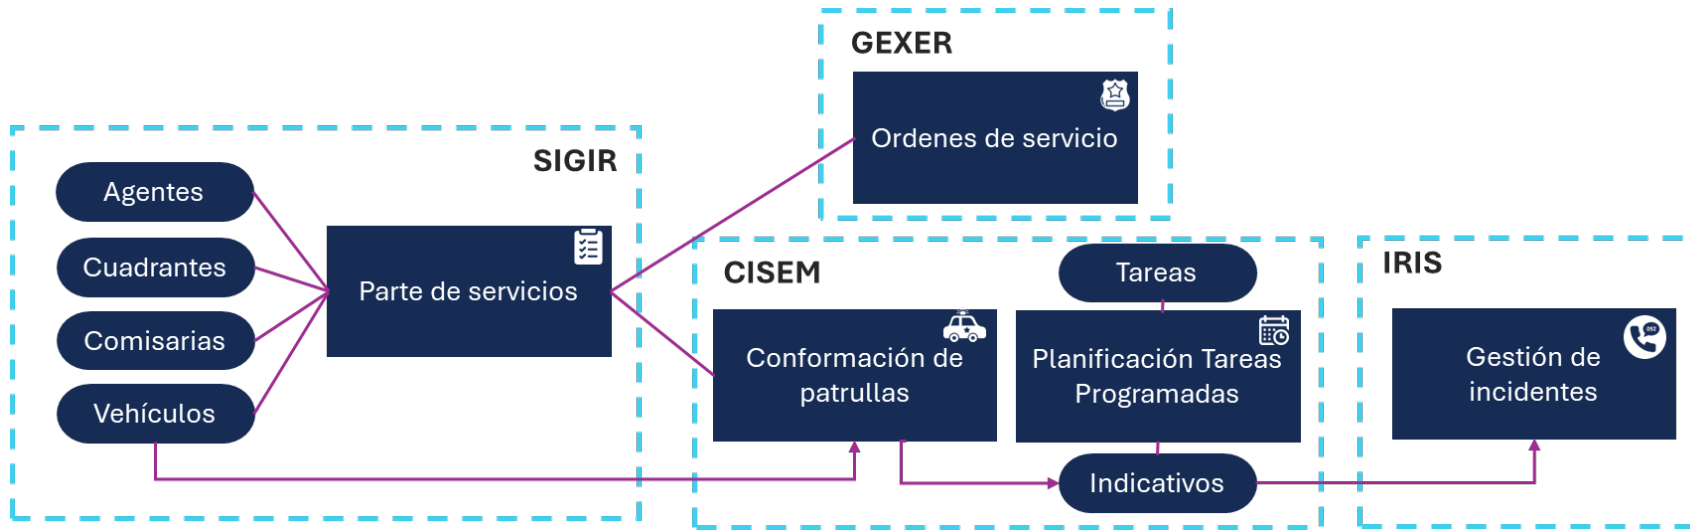 GEXER
Ordenes de servicio
SIGIR
Agentes
Cuadrantes
Comisarias
Vehículos
Parte de servicios
CISEM
Conformación de
patrullas
Tareas
Planificación Tareas
Programadas
Indicativos
IRIS
092
Gestión de
incidentes